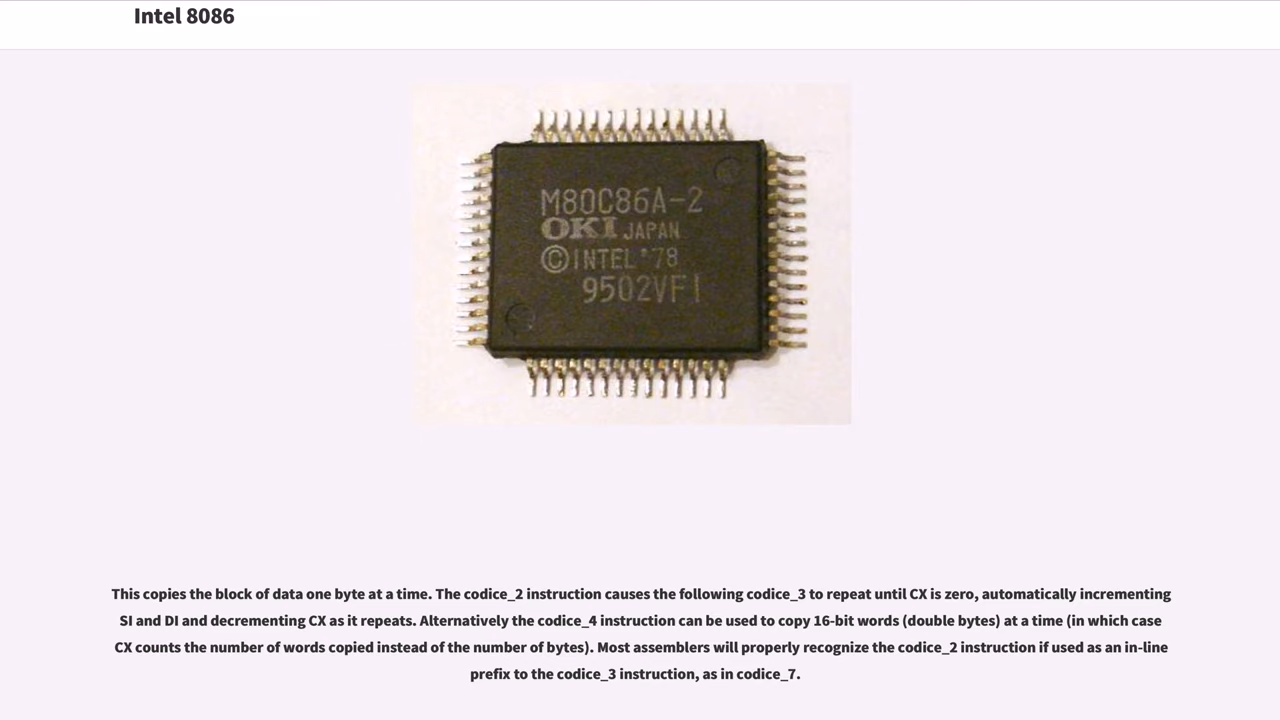 Intel 8086
M80C86A-2
OKI JAPAN
©INTEL'78
9502VFI
This copies the block of data one byte at a time. The codice_2 instruction causes the following codice_3 to repeat until CX is zero, automatically incrementing
SI and DI and decrementing CX as it repeats. Alternatively the codice_4 instruction can be used to copy 16-bit words (double bytes) at a time (in which case
CX counts the number of words copied instead of the number of bytes). Most assemblers will properly recognize the codice_2 instruction if used as an in-line
prefix to the codice_3 instruction, as in codice_7.